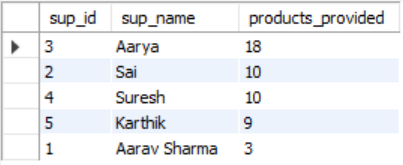 sup_id sup_name products_provided
3 Aarya 18
2 Sai 10
4 Suresh 10
5 Karthik 9
1 Aarav Sharma 3